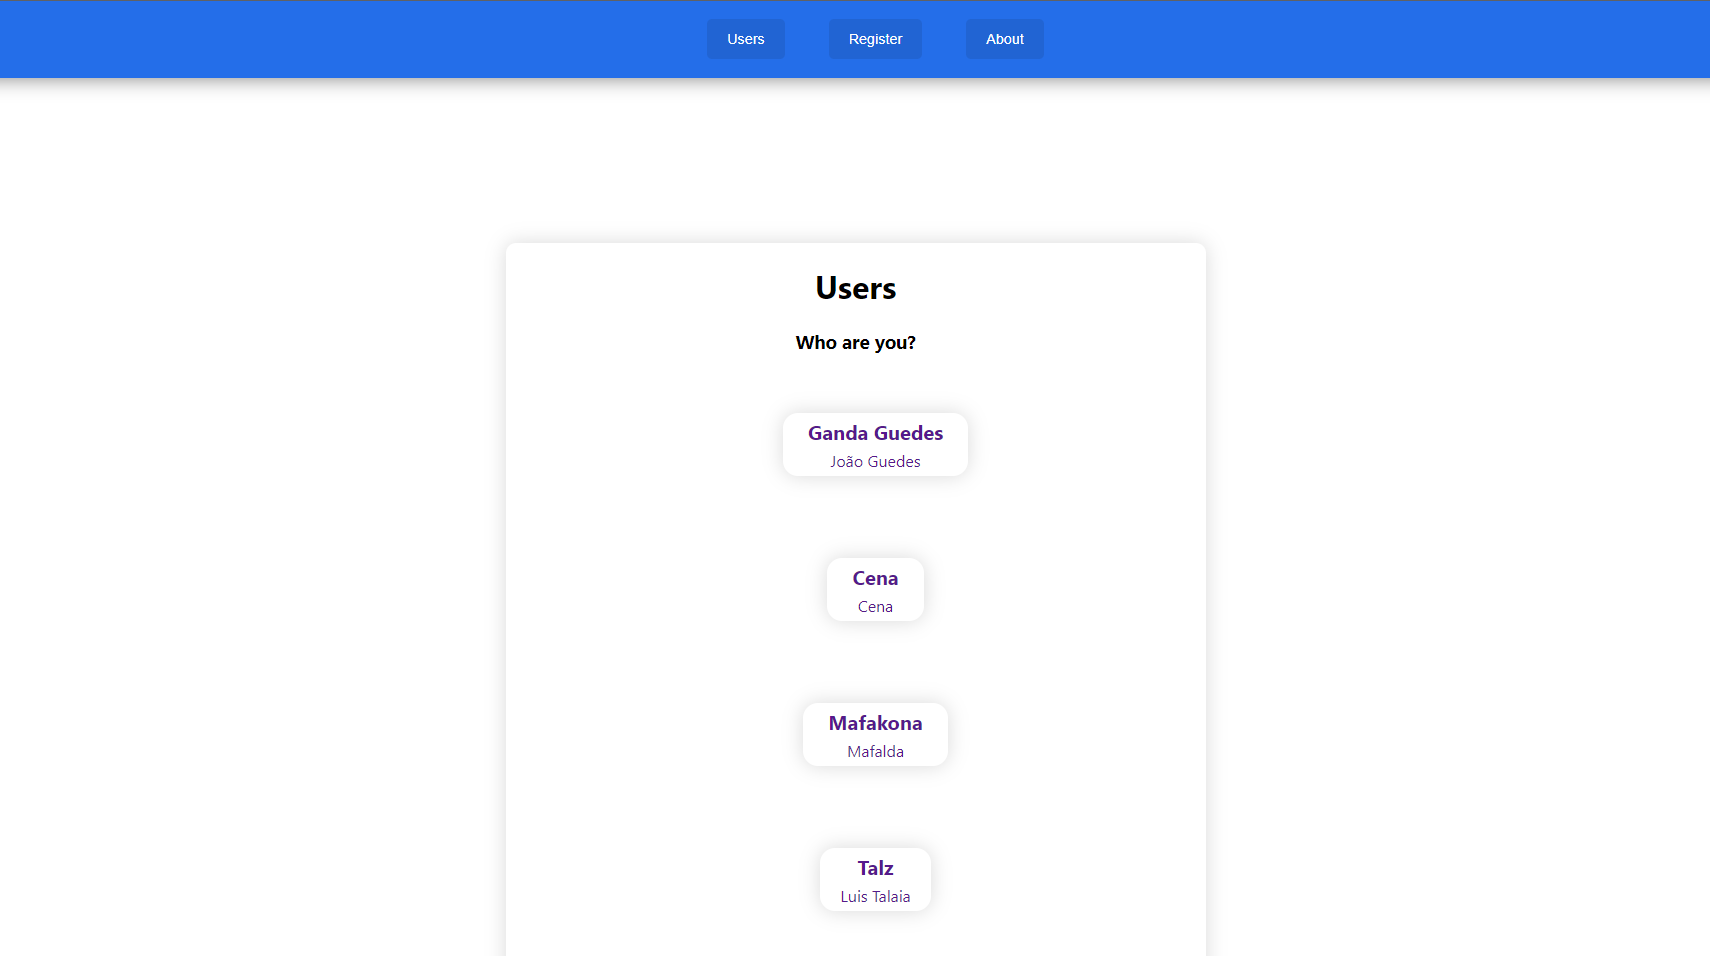 Users
Register
About
Users
Who are you?
Ganda Guedes
João Guedes
Cena
Cena
Mafakona
Mafalda
Talz
Luis Talaia